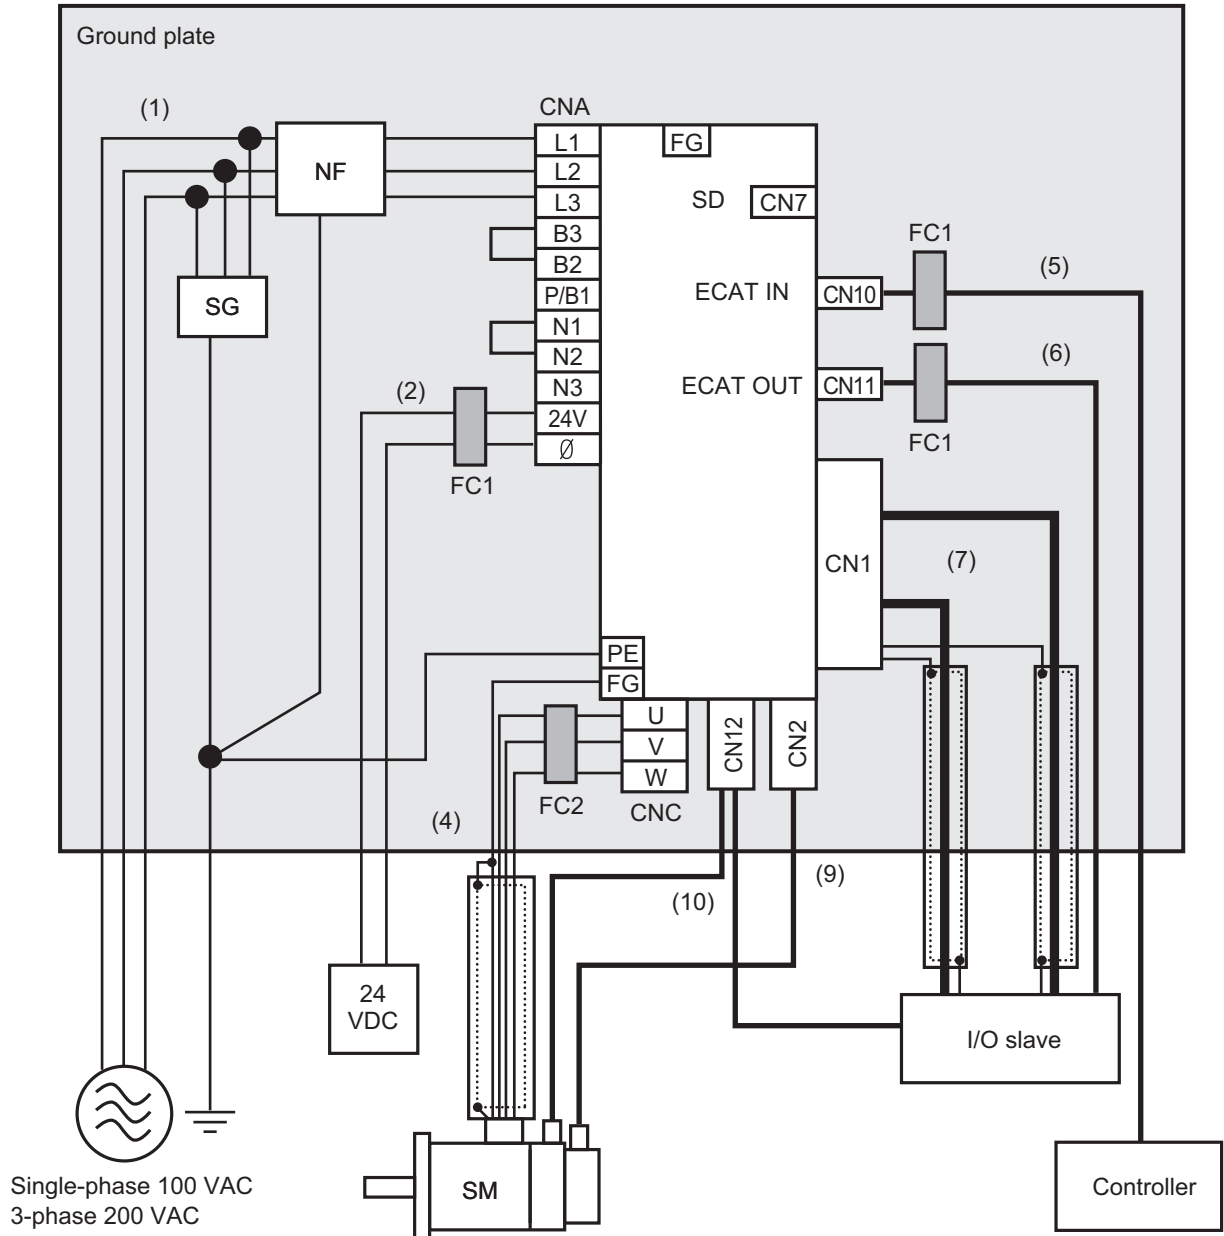 Ground plate
(1)
CNA
NF
L1
L2
L3
B3
B2
P/B1
N1
N2
N3
24V
Ø
FG
SD
CN7
SG
FC1
(5)
ECAT IN
CN10
(6)
ECAT OUT
CN11
FC1
(2)
FC1
CN1
(7)
PE
FG
U
V
W
CN12
CN2
FC2
CNC
(4)
(9)
(10)
24
VDC
I/O slave
SM
Controller
Single-phase 100 VAC
3-phase 200 VAC